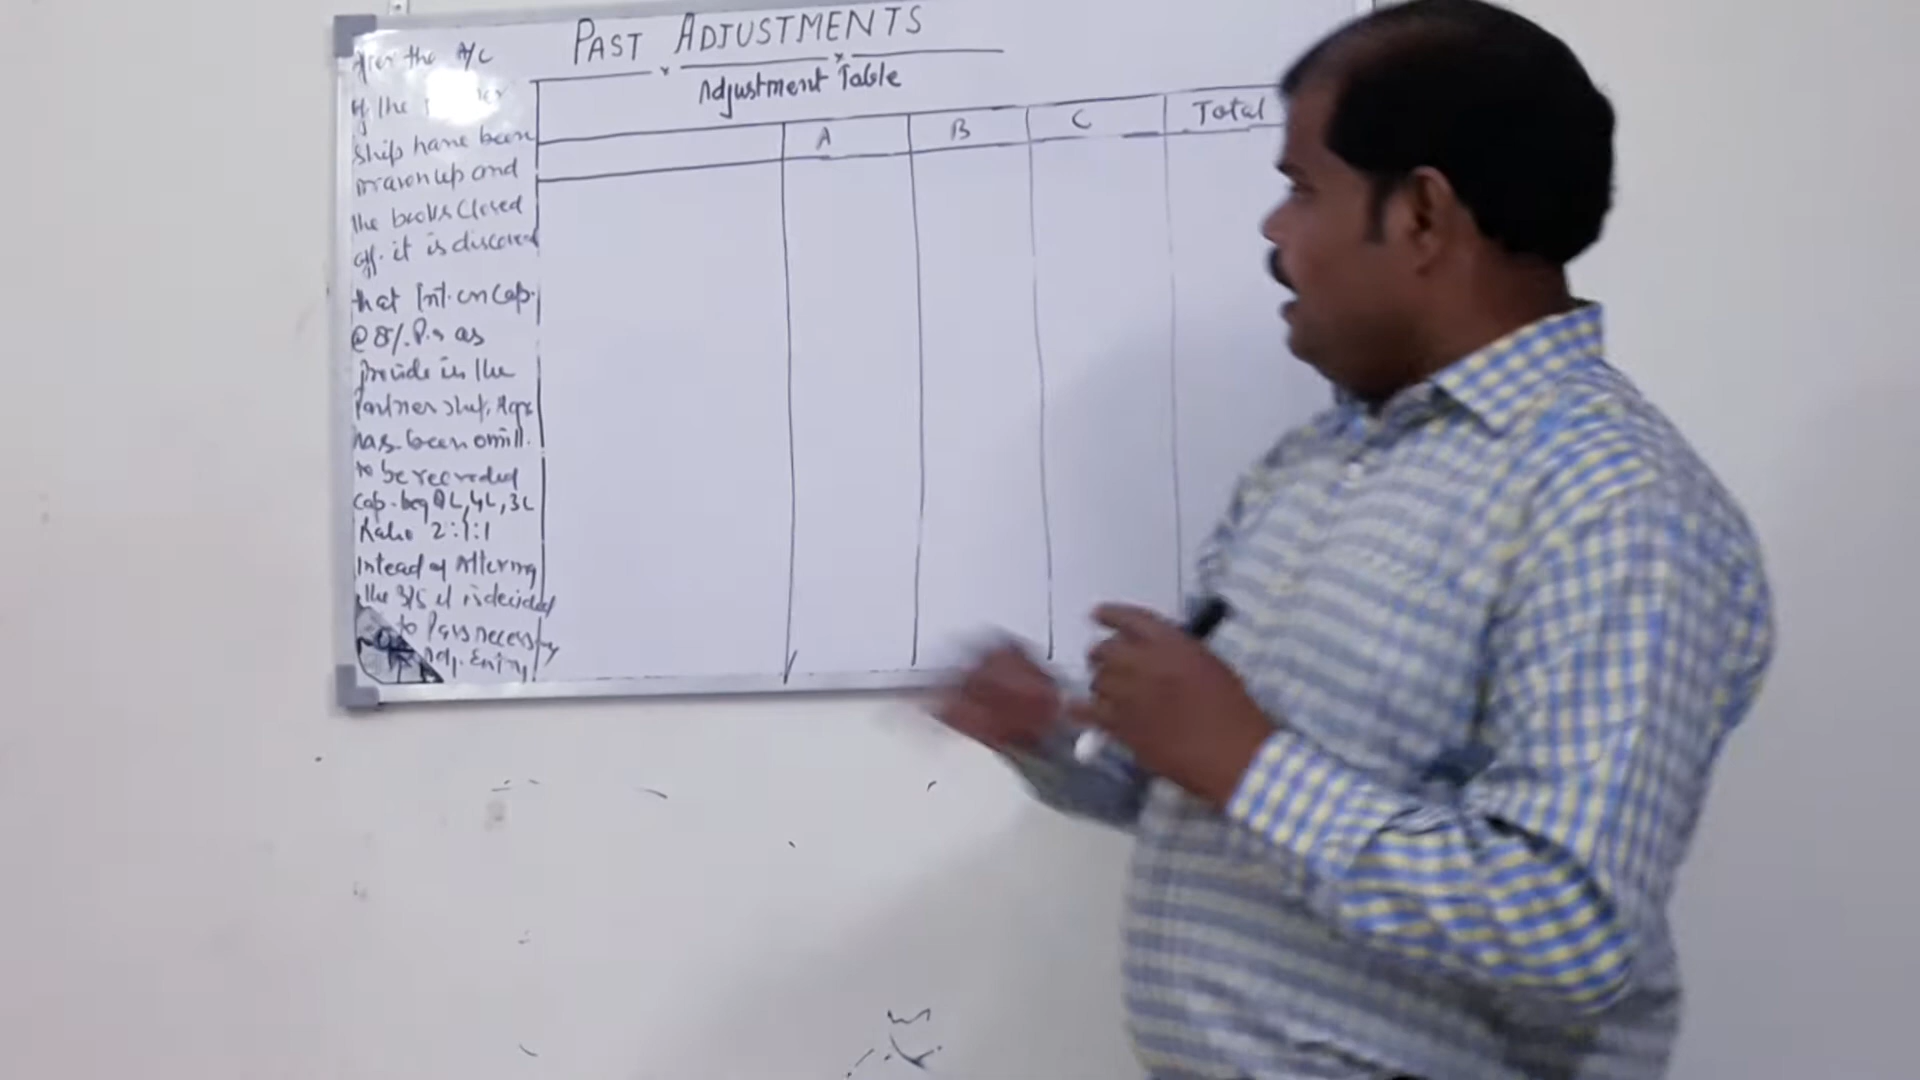 PAST ADJUSTMENTS
Adjustment Table
A B C Total
the A/C
of the
ship have been
drawn up and
the books closed
off. it is discovered
that Int. on Cap.
@ 8%. P.a as
provide in the
Partner ship. Agr
has been omitt.
to be recorded
Cap. beg L, 4L, 3L
Ratio 2:1:1
Intead of Altering
the B/S it is decided
to Pass necessary
Adj. Entry